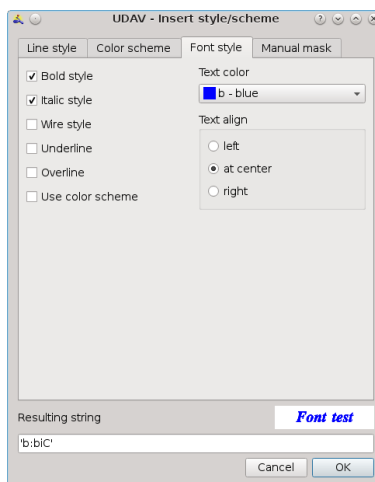 UDAV - Insert style/scheme
Line style Color scheme Font style Manual mask
Bold style
Italic style
Wire style
Underline
Overline
Use color scheme
Text color
b - blue
Text align
left
at center
right
Resulting string
Font test
'b:biC'
Cancel OK